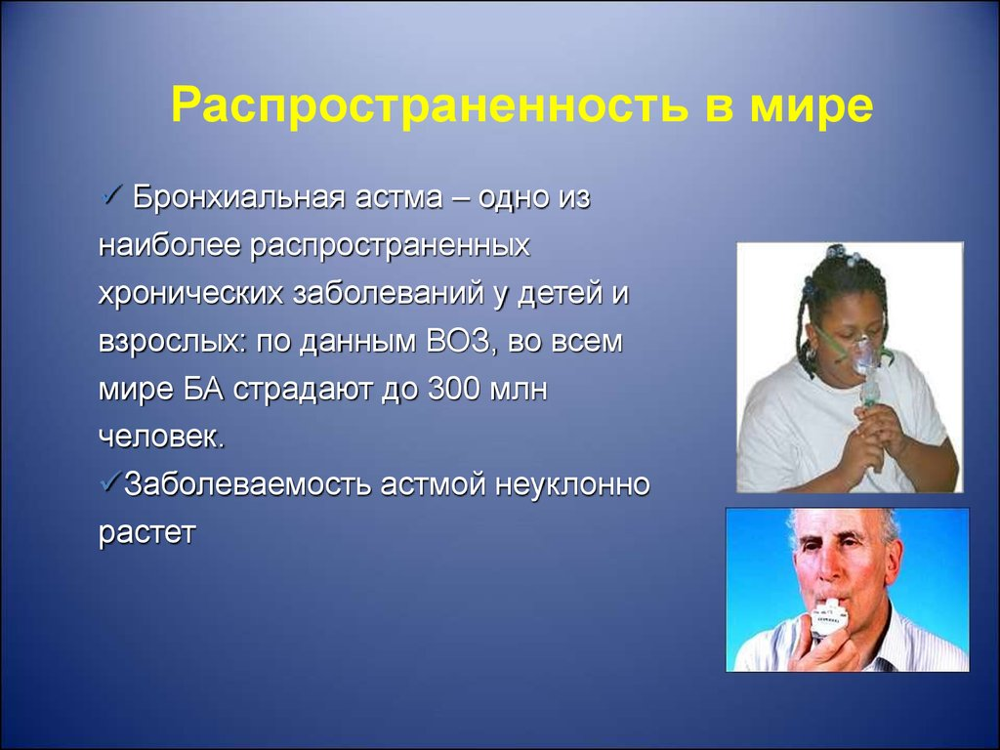 Распространенность в мире
✓ Бронхиальная астма – одно из
наиболее распространенных
хронических заболеваний у детей и
взрослых: по данным ВОЗ, во всем
мире БА страдают до 300 млн
человек.
✓Заболеваемость астмой неуклонно
растет